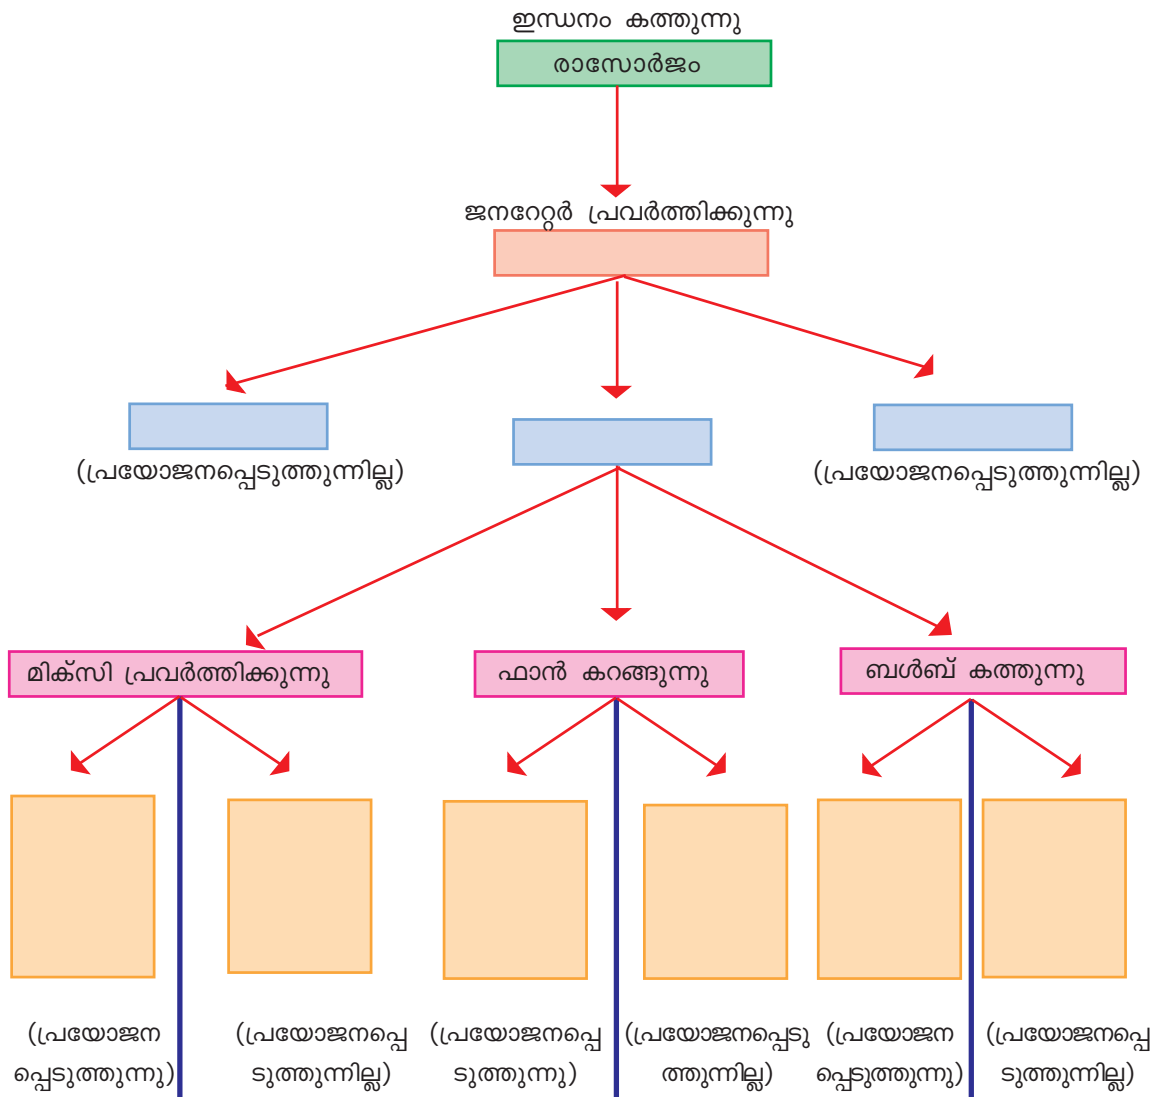 ഇന്ധനം കത്തുന്നു
രാസോർജം
ജനറേറ്റർ പ്രവർത്തിക്കുന്നു
(പ്രയോജനപ്പെടുത്തുന്നില്ല)
(പ്രയോജനപ്പെടുത്തുന്നില്ല)
മിക്സി പ്രവർത്തിക്കുന്നു
ഫാൻ കറങ്ങുന്നു
ബൾബ് കത്തുന്നു
(പ്രയോജന
പ്പെടുത്തുന്നു)
(പ്രയോജനപ്പെ
ടുത്തുന്നില്ല)
(പ്രയോജനപ്പെ
ടുത്തുന്നു)
(പ്രയോജനപ്പെടു
ത്തുന്നില്ല)
(പ്രയോജന
പ്പെടുത്തുന്നു)
(പ്രയോജനപ്പെ
ടുത്തുന്നില്ല)